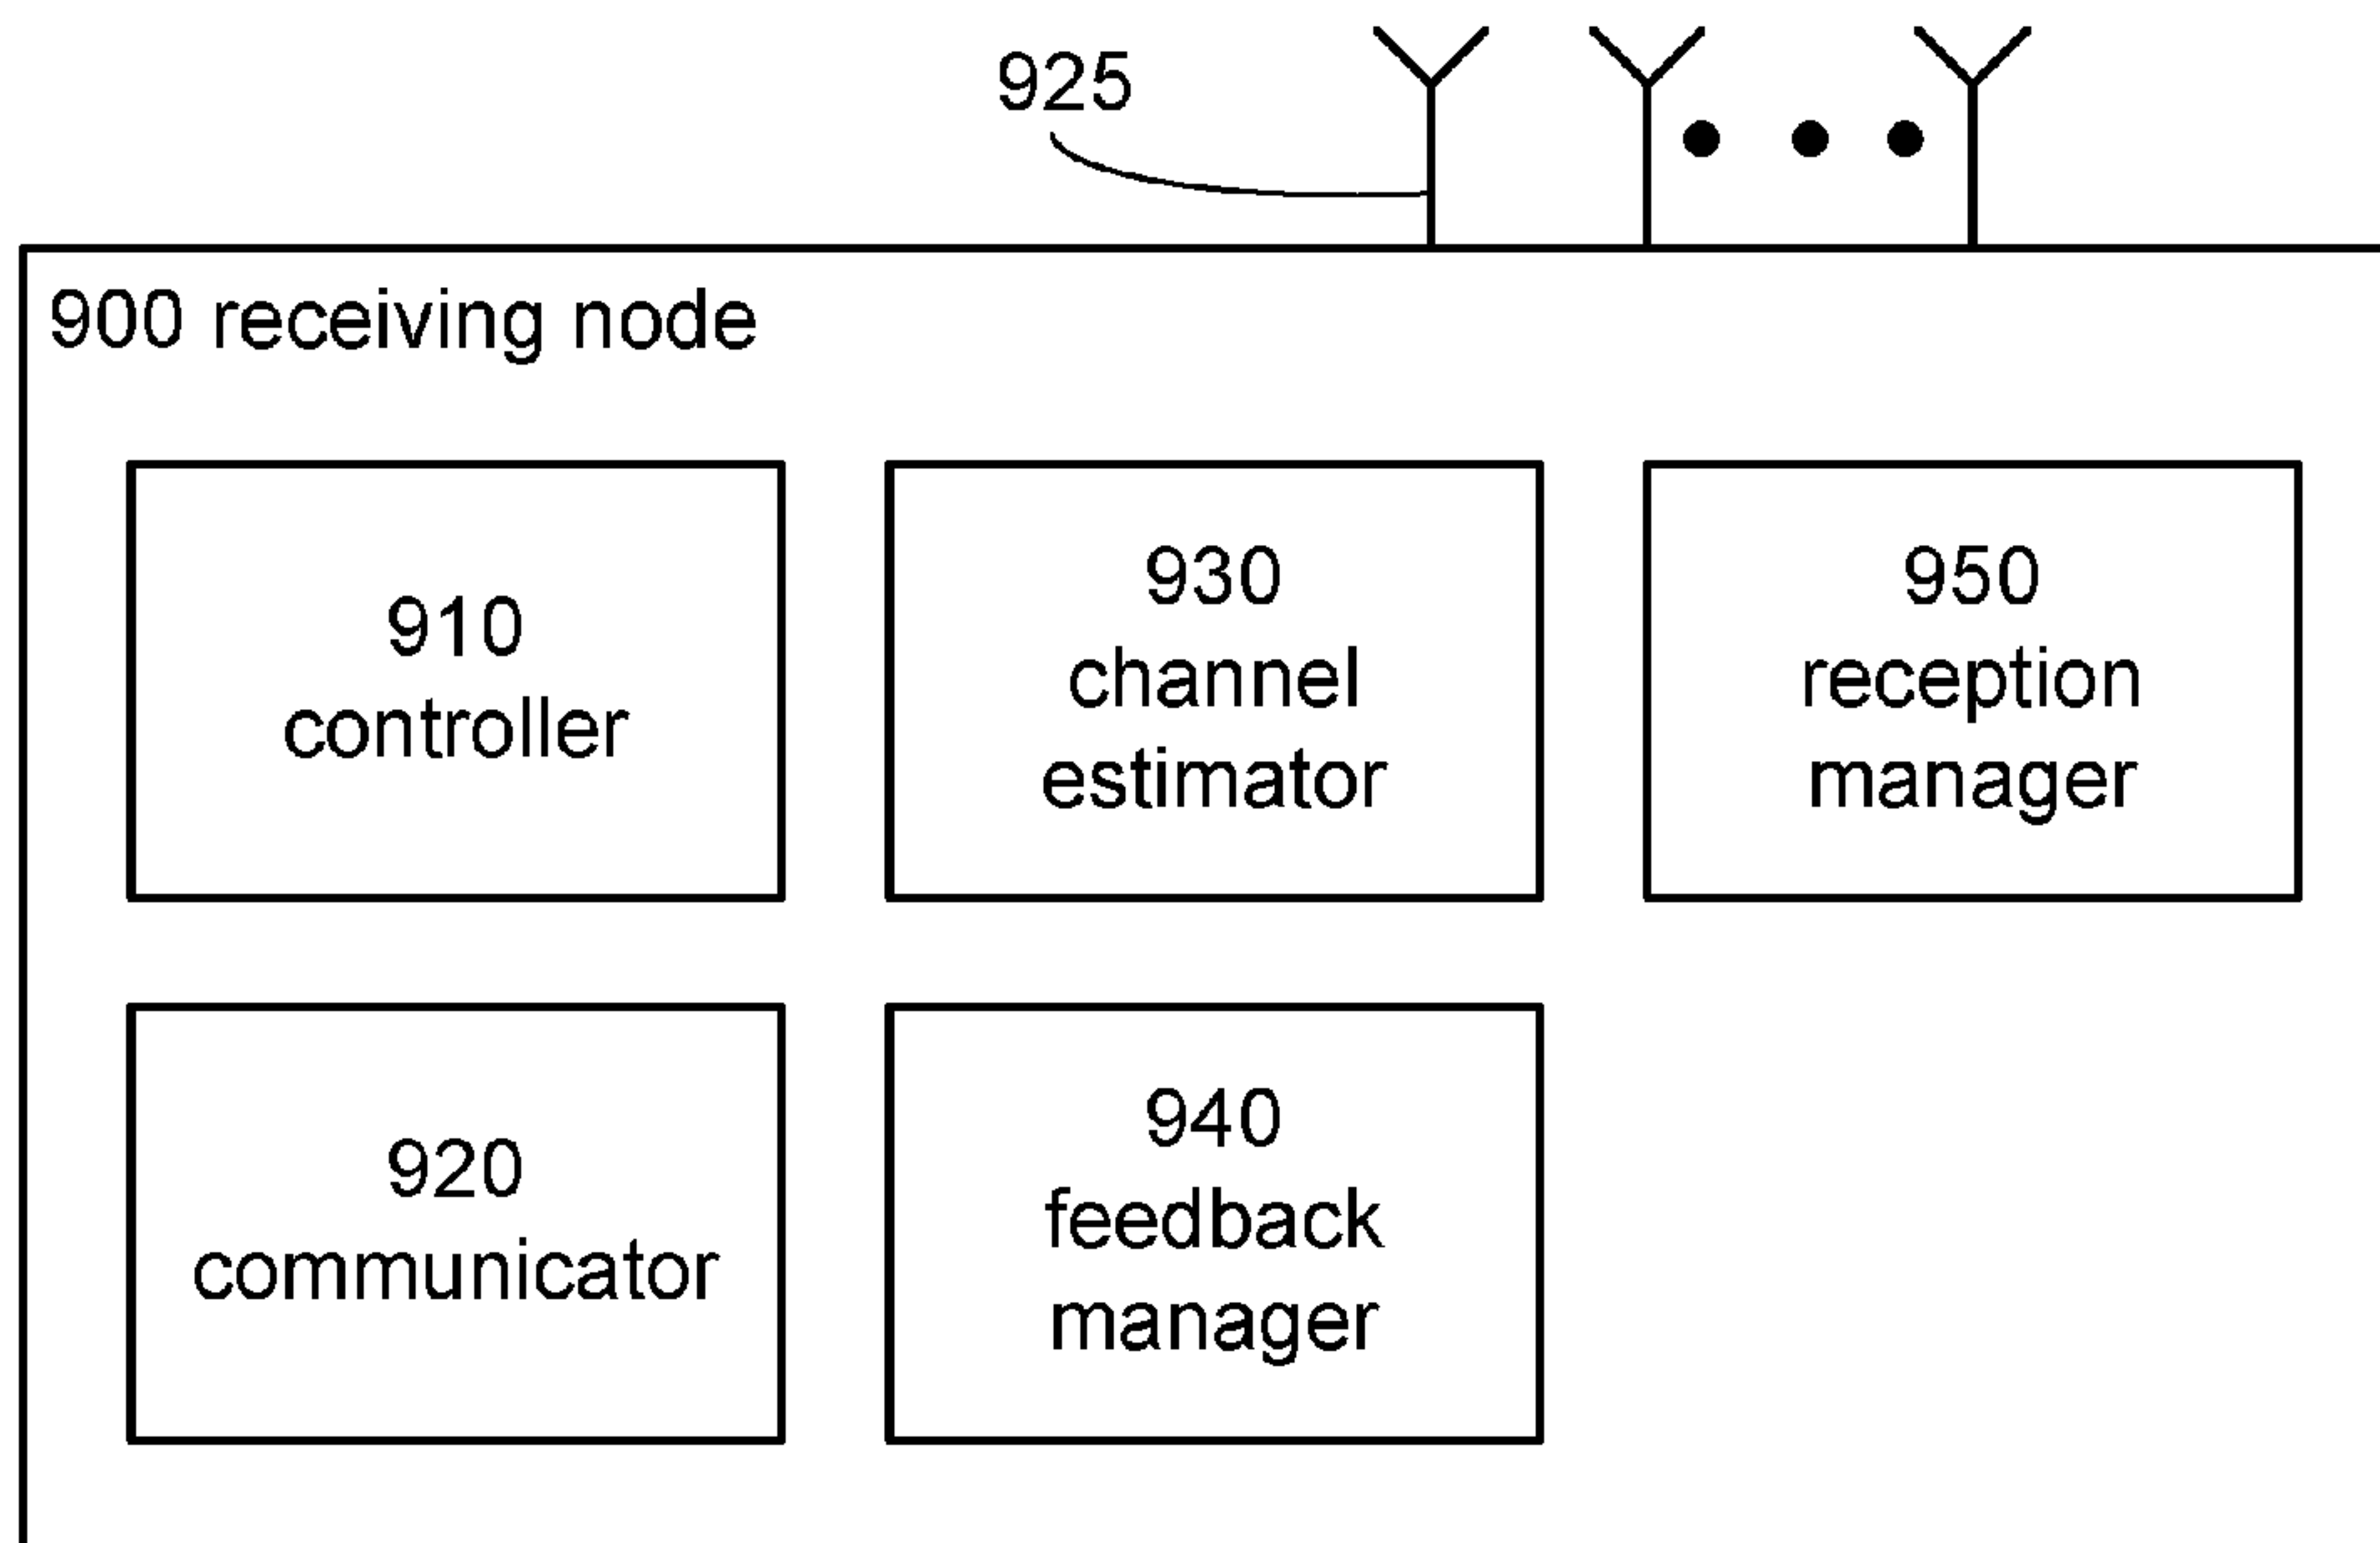 925
900 receiving node
910
controller
930
channel
estimator
950
reception
manager
920
communicator
940
feedback
manager